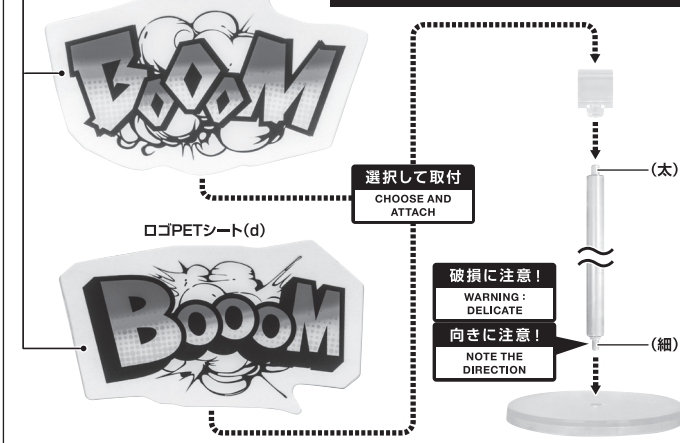 BOOOM
選択して取付
CHOOSE AND
ATTACH
(太)
ロゴPETシート(d)
BOOOM
破損に注意!
WARNING:
DELICATE
向きに注意!
NOTE THE
DIRECTION
(細)